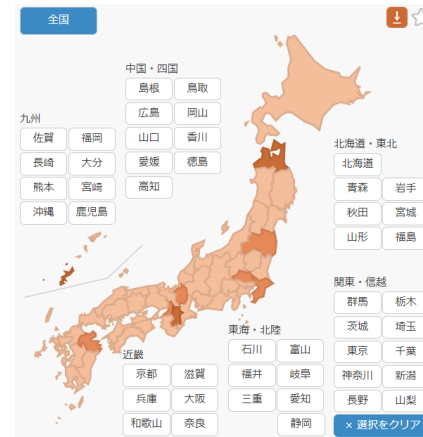 全国
中国・四国
島根 鳥取
広島 岡山
山口 香川
愛媛 徳島
高知
九州
佐賀 福岡
長崎 大分
熊本 宮崎
沖縄 鹿児島
北海道・東北
北海道
青森 岩手
秋田 宮城
山形 福島
関東・信越
群馬 栃木
茨城 埼玉
東京 千葉
神奈川 新潟
長野 山梨
東海・北陸
石川 富山
福井 岐阜
三重 愛知
静岡
近畿
京都 滋賀
兵庫 大阪
和歌山 奈良
× 選択をクリア